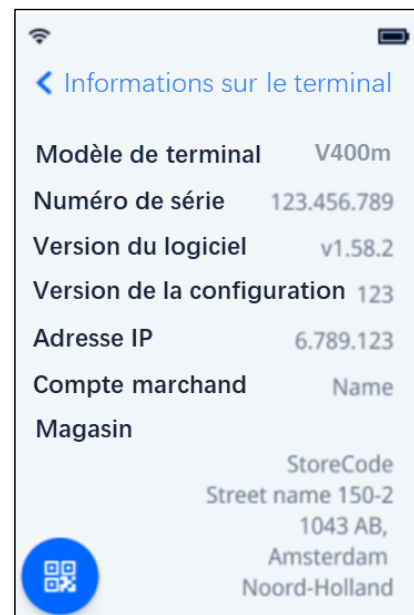 Informations sur le terminal
Modèle de terminal V400m
Numéro de série 123.456.789
Version du logiciel v1.58.2
Version de la configuration 123
Adresse IP 6.789.123
Compte marchand Name
Magasin
StoreCode
Street name 150-2
1043 AB,
Amsterdam
Noord-Holland